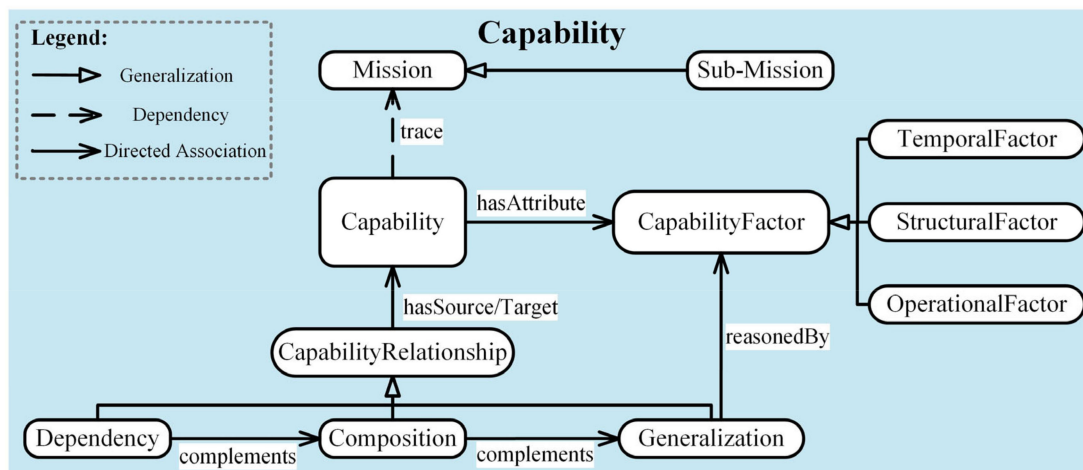 Legend:
Generalization
Dependency
Directed Association
Capability
Mission
Sub-Mission
trace
TemporalFactor
Capability
hasAttribute
CapabilityFactor
StructuralFactor
OperationalFactor
hasSource/Target
reasonedBy
CapabilityRelationship
Dependency
complements
Composition
complements
Generalization